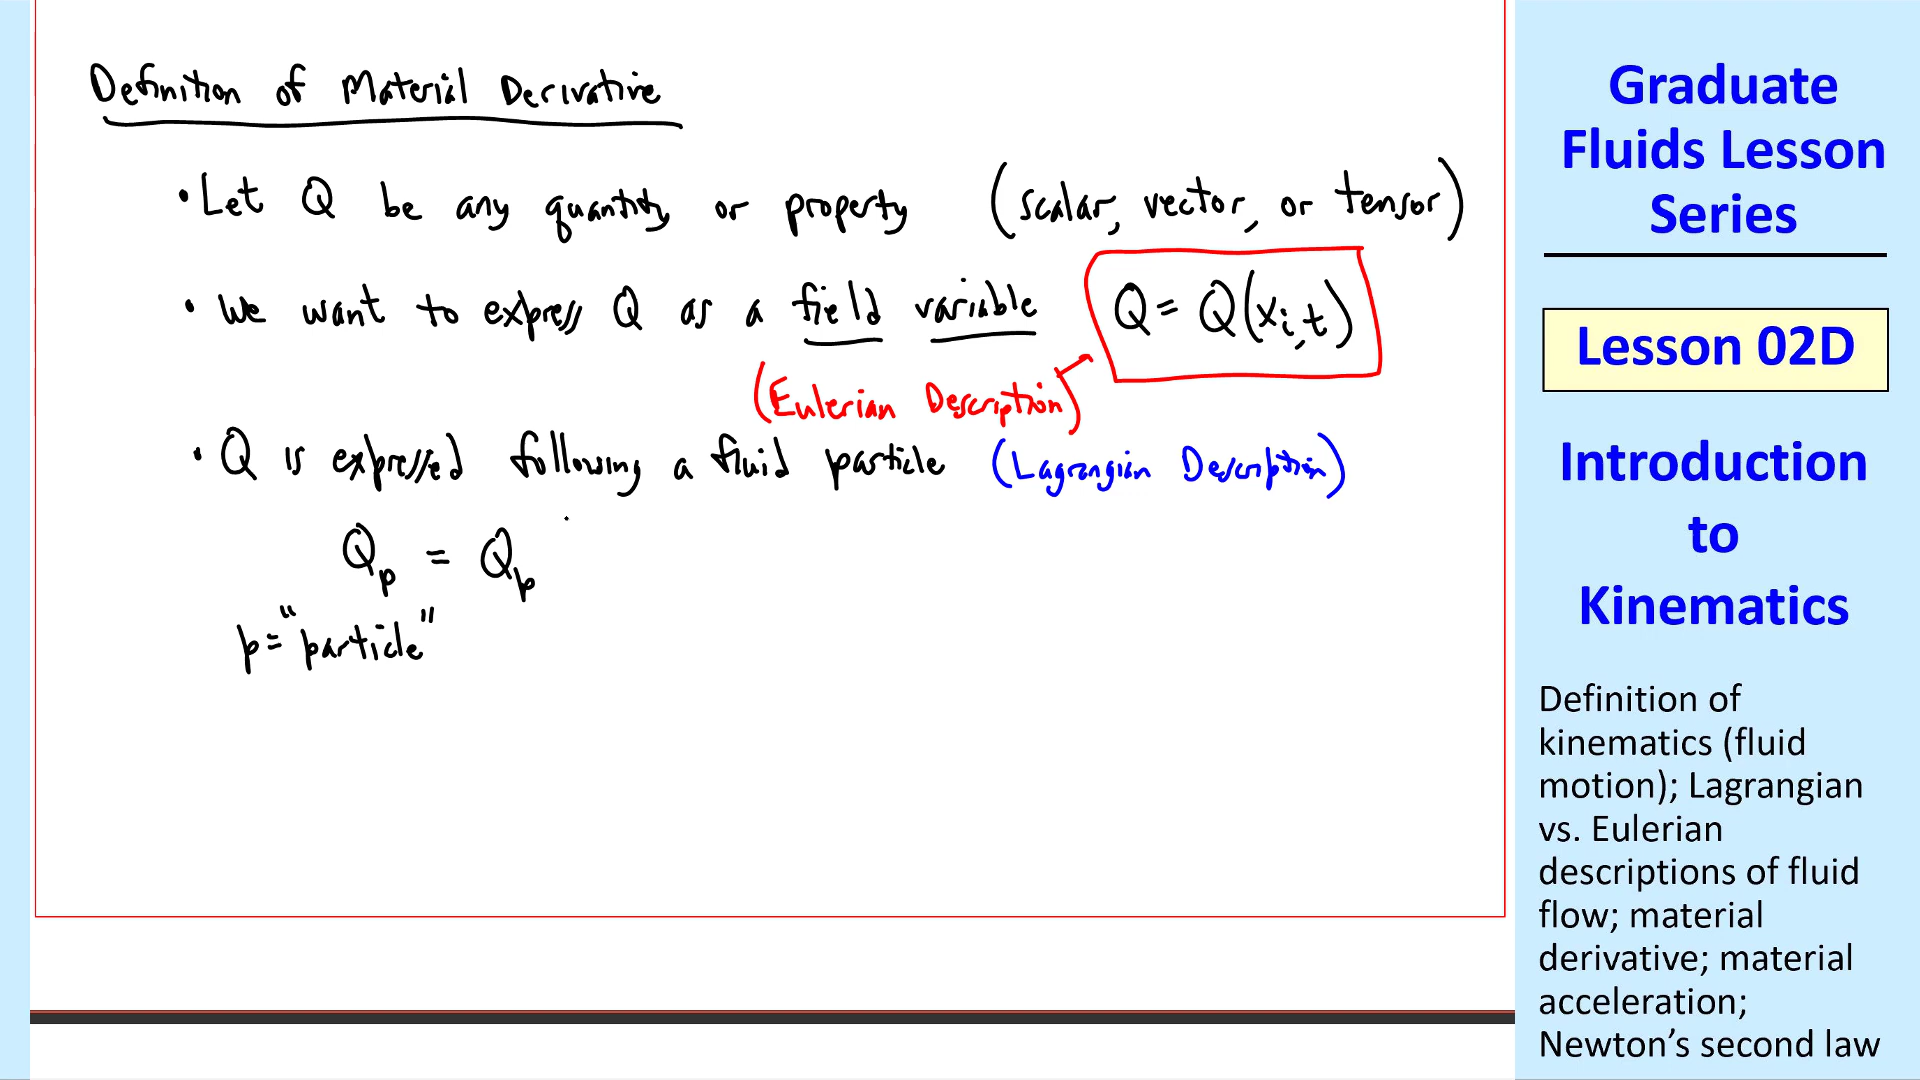 Definition of Material Derivative
• Let Q be any quantity or property (scalar, vector, or tensor)
• We want to express Q as a field variable Q = Q(xi,t)
(Eulerian Description)
• Q is expressed following a fluid particle (Lagrangian Description)
Qp = Qp
p = "particle"
Graduate
Fluids Lesson
Series
Lesson 02D
Introduction
to
Kinematics
Definition of
kinematics (fluid
motion); Lagrangian
vs. Eulerian
descriptions of fluid
flow; material
derivative; material
acceleration;
Newton’s second law